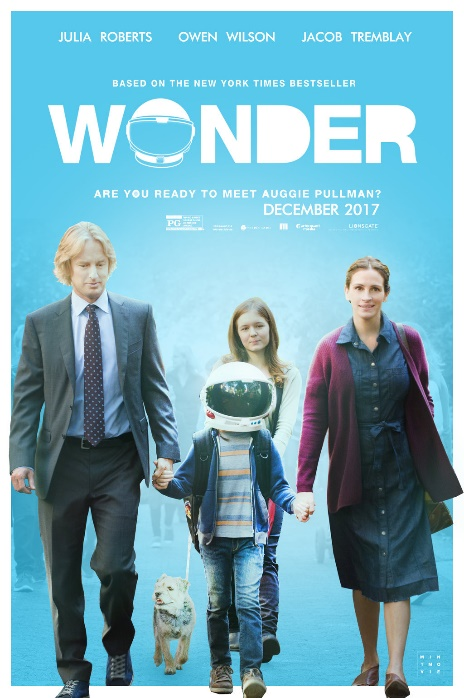 JULIA ROBERTS OWEN WILSON JACOB TREMBLAY
BASED ON THE NEW YORK TIMES BESTSELLER
WONDER
ARE YOU READY TO MEET AUGGIE PULLMAN?
DECEMBER 2017
PG LIONSGATE